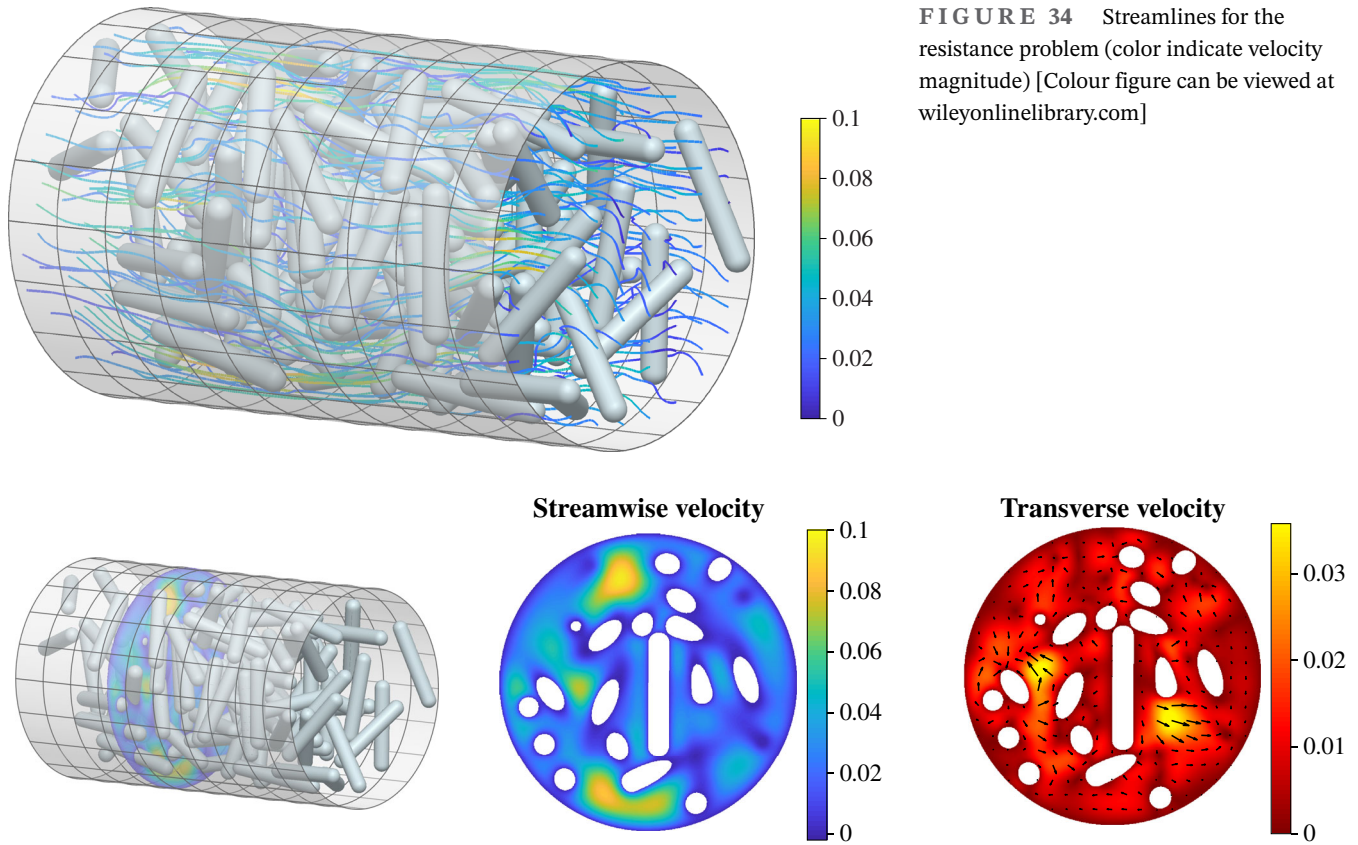 FIGURE 34 Streamlines for the
resistance problem (color indicate velocity
magnitude) [Colour figure can be viewed at
wileyonlinelibrary.com]
0.1
0.08
0.06
0.04
0.02
0
Streamwise velocity
0.1
0.08
0.06
0.04
0.02
0
Transverse velocity
0.03
0.02
0.01
0